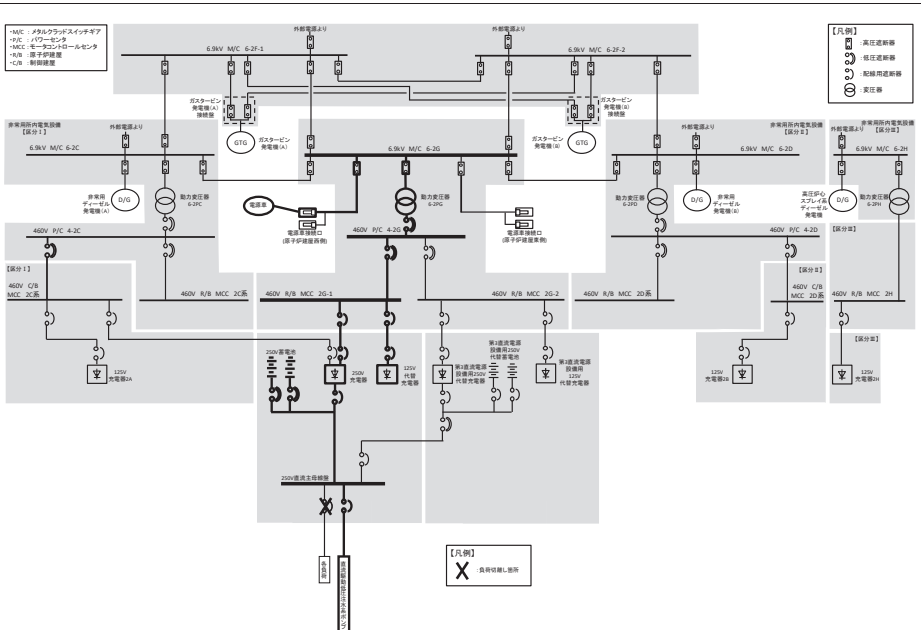 ・M/C :メタルクラッドスイッチギア
・P/C :パワーセンタ
・MCC:モータコントロールセンタ
・R/B :原子炉建屋
・C/B :制御建屋
外部電源より
外部電源より
6.9kV M/C 6-2F-1
6.9kV M/C 6-2F-2
【凡例】
:高圧遮断器
:低圧遮断器
:配線用遮断器
:変圧器
ガスタービン
発電機(A)
接続盤
ガスタービン
発電機(B)
接続盤
GTG
ガスタービン
発電機(A)
ガスタービン
発電機(B)
GTG
非常用所内電気設備
【区分Ⅰ】
外部電源より
6.9kV M/C 6-2C
6.9kV M/C 6-2G
外部電源より
非常用所内電気設備
【区分Ⅱ】
6.9kV M/C 6-2D
非常用所内電気設備
外部電源より
【区分Ⅲ】
6.9kV M/C 6-2H
D/G
非常用
ディーゼル
発電機(A)
動力変圧器
6-2PC
電源車
電源車接続口
(原子炉建屋西側)
動力変圧器
6-2PG
電源車接続口
(原子炉建屋東側)
動力変圧器
6-2PD
D/G
非常用
ディーゼル
発電機(B)
高圧炉心
スプレイ系
ディーゼル
発電機
D/G
動力変圧器
6-2PH
460V P/C 4-2C
460V P/C 4-2G
460V P/C 4-2D
【区分Ⅲ】
【区分Ⅰ】
460V C/B
MCC 2C系
460V R/B MCC 2C系
460V R/B MCC 2G-1
460V R/B MCC 2G-2
460V R/B MCC 2D系
【区分Ⅱ】
460V C/B
MCC 2D系
460V R/B MCC 2H
125V
充電器2A
250V蓄電池
250V
充電器
125V
代替
充電器
第3直流電源
設備用250V
代替充電器
第3直流電源
設備用250V
代替蓄電池
第3直流電源
設備用
125V
代替充電器
125V
充電器2B
【区分Ⅲ】
125V
充電器2H
250V直流主母線盤
各負荷
直流駆動低圧注水系ポンプ
【凡例】
:負荷切離し箇所